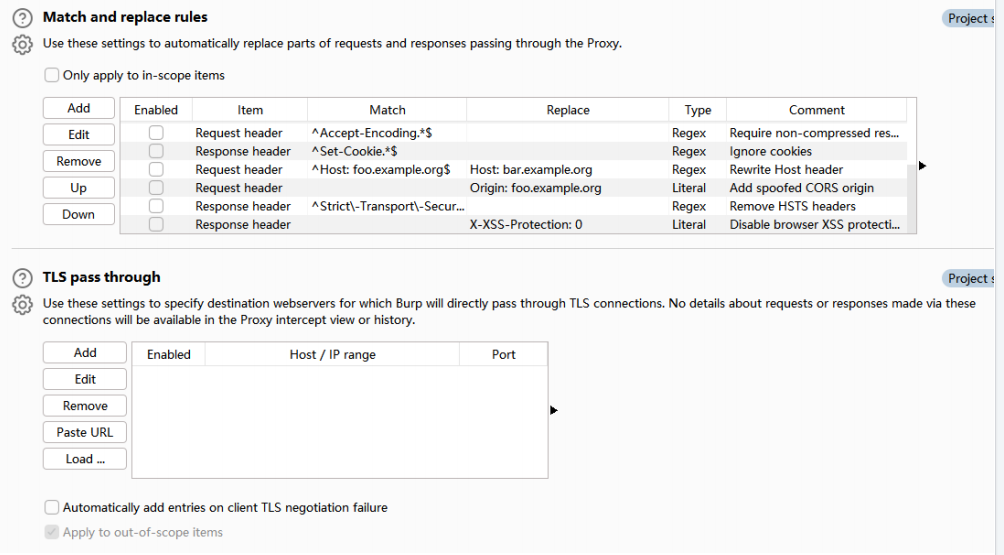 Match and replace rules
Project s
Use these settings to automatically replace parts of requests and responses passing through the Proxy.
Only apply to in-scope items
Add
Edit
Remove
Up
Down
Enabled Item Match Replace Type Comment
Request header ^Accept-Encoding.*$ Regex Require non-compressed res...
Response header ^Set-Cookie.*$ Regex Ignore cookies
Request header ^Host: foo.example.org$ Host: bar.example.org Regex Rewrite Host header
Request header Origin: foo.example.org Literal Add spoofed CORS origin
Response header ^Strict\-Transport\-Secur... Regex Remove HSTS headers
Response header X-XSS-Protection: 0 Literal Disable browser XSS protecti...
TLS pass through
Project s
Use these settings to specify destination webservers for which Burp will directly pass through TLS connections. No details about requests or responses made via these
connections will be available in the Proxy intercept view or history.
Add
Edit
Remove
Paste URL
Load ...
Enabled Host / IP range Port
Automatically add entries on client TLS negotiation failure
Apply to out-of-scope items